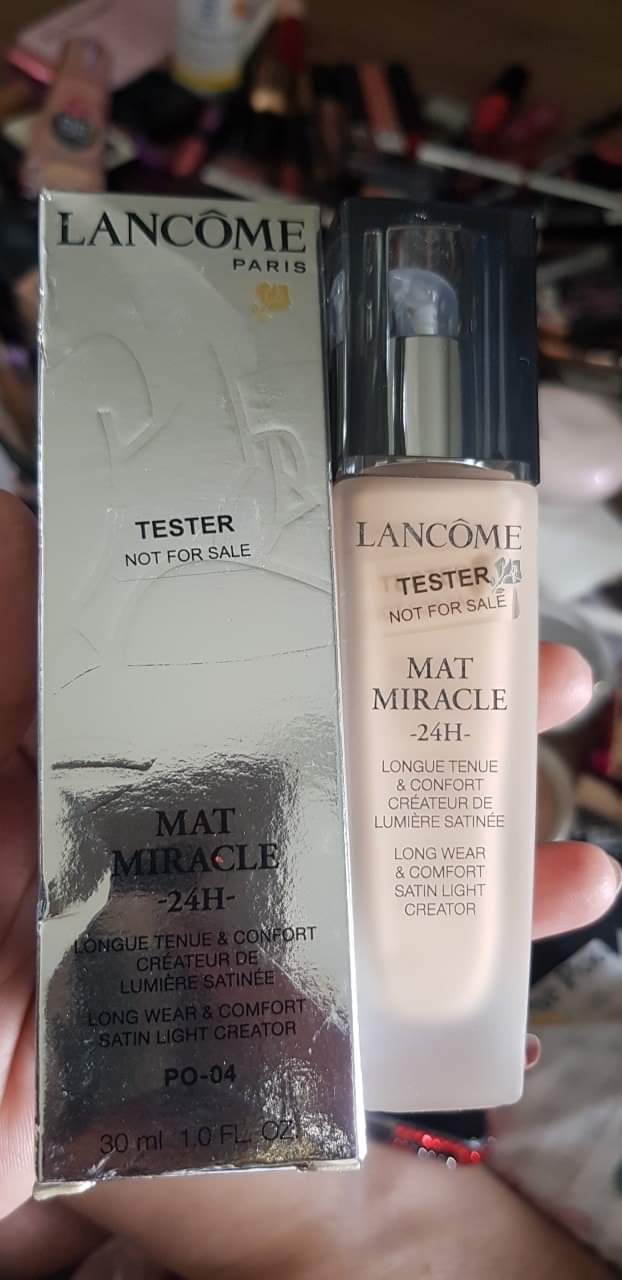 LANCÔME
PARIS
TESTER
NOT FOR SALE
MAT
MIRACLE
-24H-
LONGUE TENUE & CONFORT
CRÉATEUR DE
LUMIÈRE SATINÉE
LONG WEAR & COMFORT
SATIN LIGHT CREATOR
PO-04
30 ml 1.0 FL. OZ.
LANCÔME
TESTER
NOT FOR SALE
MAT
MIRACLE
-24H-
LONGUE TENUE
& CONFORT
CRÉATEUR DE
LUMIÈRE SATINÉE
LONG WEAR
& COMFORT
SATIN LIGHT
CREATOR